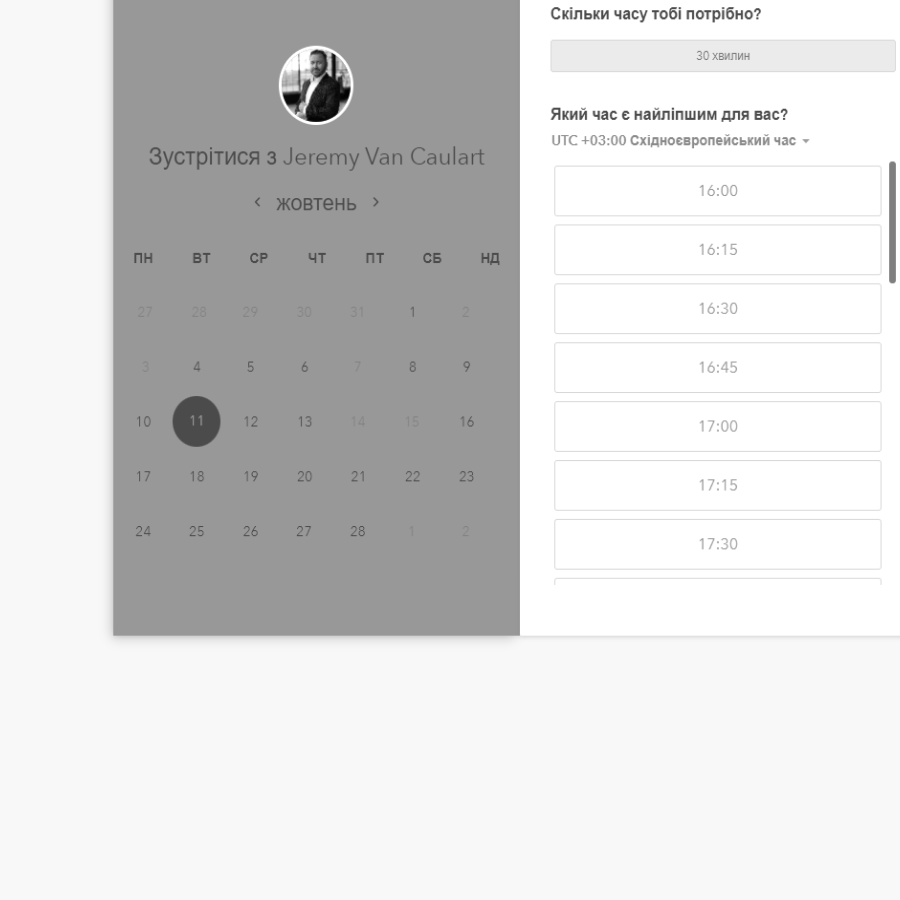 Зустрітися з Jeremy Van Caulart
жовтень
ПН ВТ СР ЧТ ПТ СБ НД
27 28 29 30 31 1 2
3 4 5 6 7 8 9
10 11 12 13 14 15 16
17 18 19 20 21 22 23
24 25 26 27 28 1 2
Скільки часу тобі потрібно?
30 хвилин
Який час є найліпшим для вас?
UTC +03:00 Східноєвропейський час
16:00
16:15
16:30
16:45
17:00
17:15
17:30